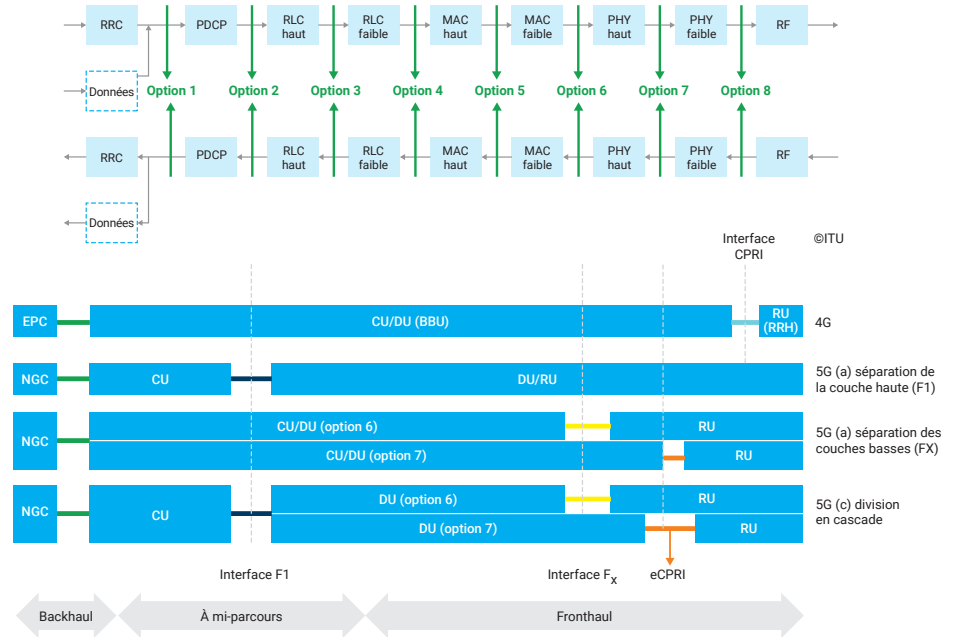 RRC
PDCP
RLC
haut
RLC
faible
MAC
haut
MAC
faible
PHY
haut
PHY
faible
RF
Données
Option 1
Option 2
Option 3
Option 4
Option 5
Option 6
Option 7
Option 8
RRC
PDCP
RLC
haut
RLC
faible
MAC
haut
MAC
faible
PHY
haut
PHY
faible
RF
Données
Interface
CPRI
©ITU
EPC
CU/DU (BBU)
RU
(RRH)
4G
NGC
CU
DU/RU
5G (a) séparation de
la couche haute (F1)
NGC
CU/DU (option 6)
RU
CU/DU (option 7)
RU
5G (a) séparation des
couches basses (FX)
NGC
CU
DU (option 6)
RU
DU (option 7)
RU
5G (c) division
en cascade
Interface F1
Interface Fx
eCPRI
Backhaul
À mi-parcours
Fronthaul